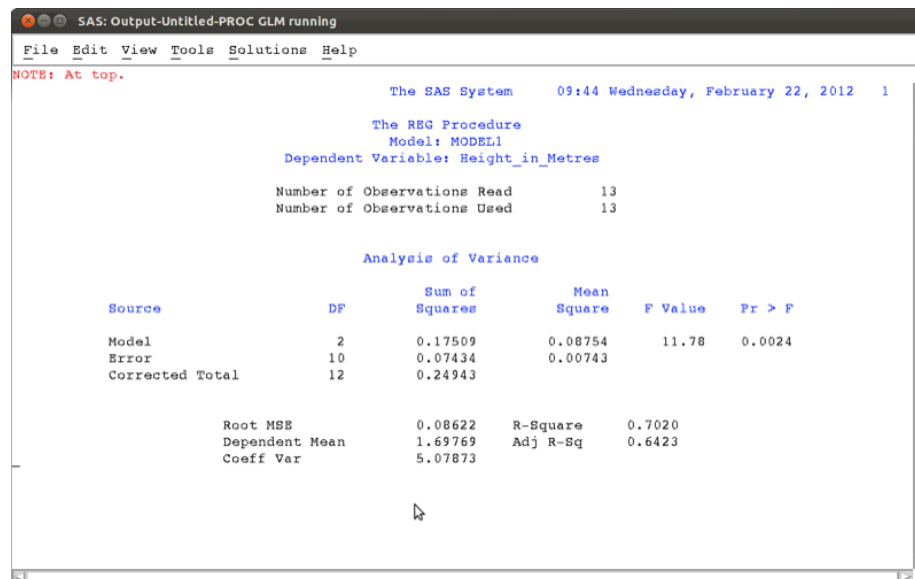 SAS: Output-Untitled-PROC GLM running
File Edit View Tools Solutions Help
NOTE: At top.
The SAS System 09:44 Wednesday, February 22, 2012 1
The REG Procedure
Model: MODEL1
Dependent Variable: Height_in_Metres
Number of Observations Read 13
Number of Observations Used 13
Analysis of Variance
Sum of Mean
Source DF Squares Square F Value Pr > F
Model 2 0.17509 0.08754 11.78 0.0024
Error 10 0.07434 0.00743
Corrected Total 12 0.24943
Root MSE 0.08622 R-Square 0.7020
Dependent Mean 1.69769 Adj R-Sq 0.6423
Coeff Var 5.07873